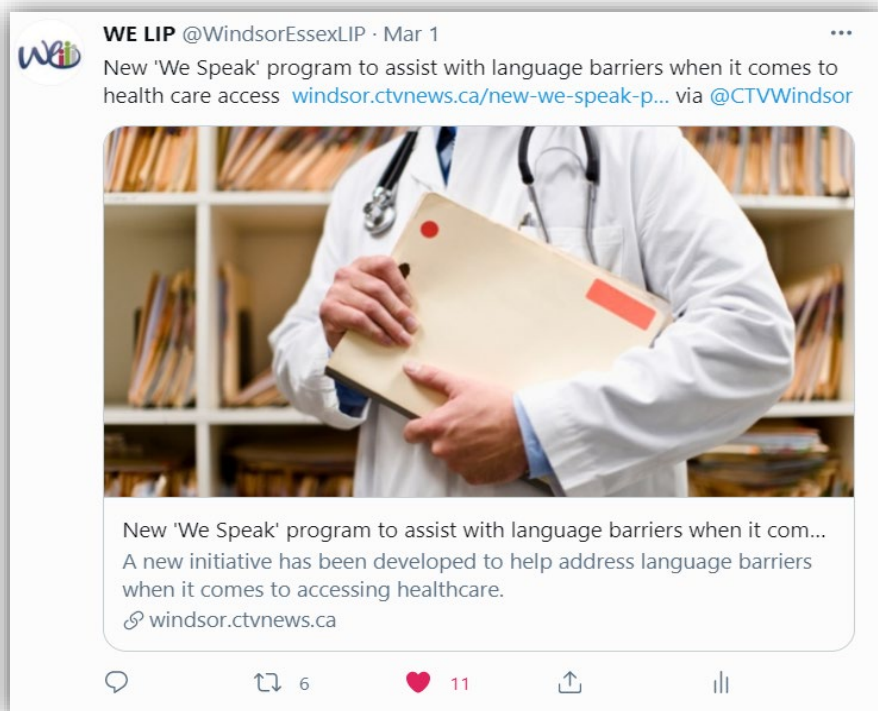 WE LIP @WindsorEssexLIP · Mar 1
New 'We Speak' program to assist with language barriers when it comes to
health care access windsor.ctvnews.ca/new-we-speak-p... via @CTVWindsor
New 'We Speak' program to assist with language barriers when it com...
A new initiative has been developed to help address language barriers
when it comes to accessing healthcare.
windsor.ctvnews.ca
6 11